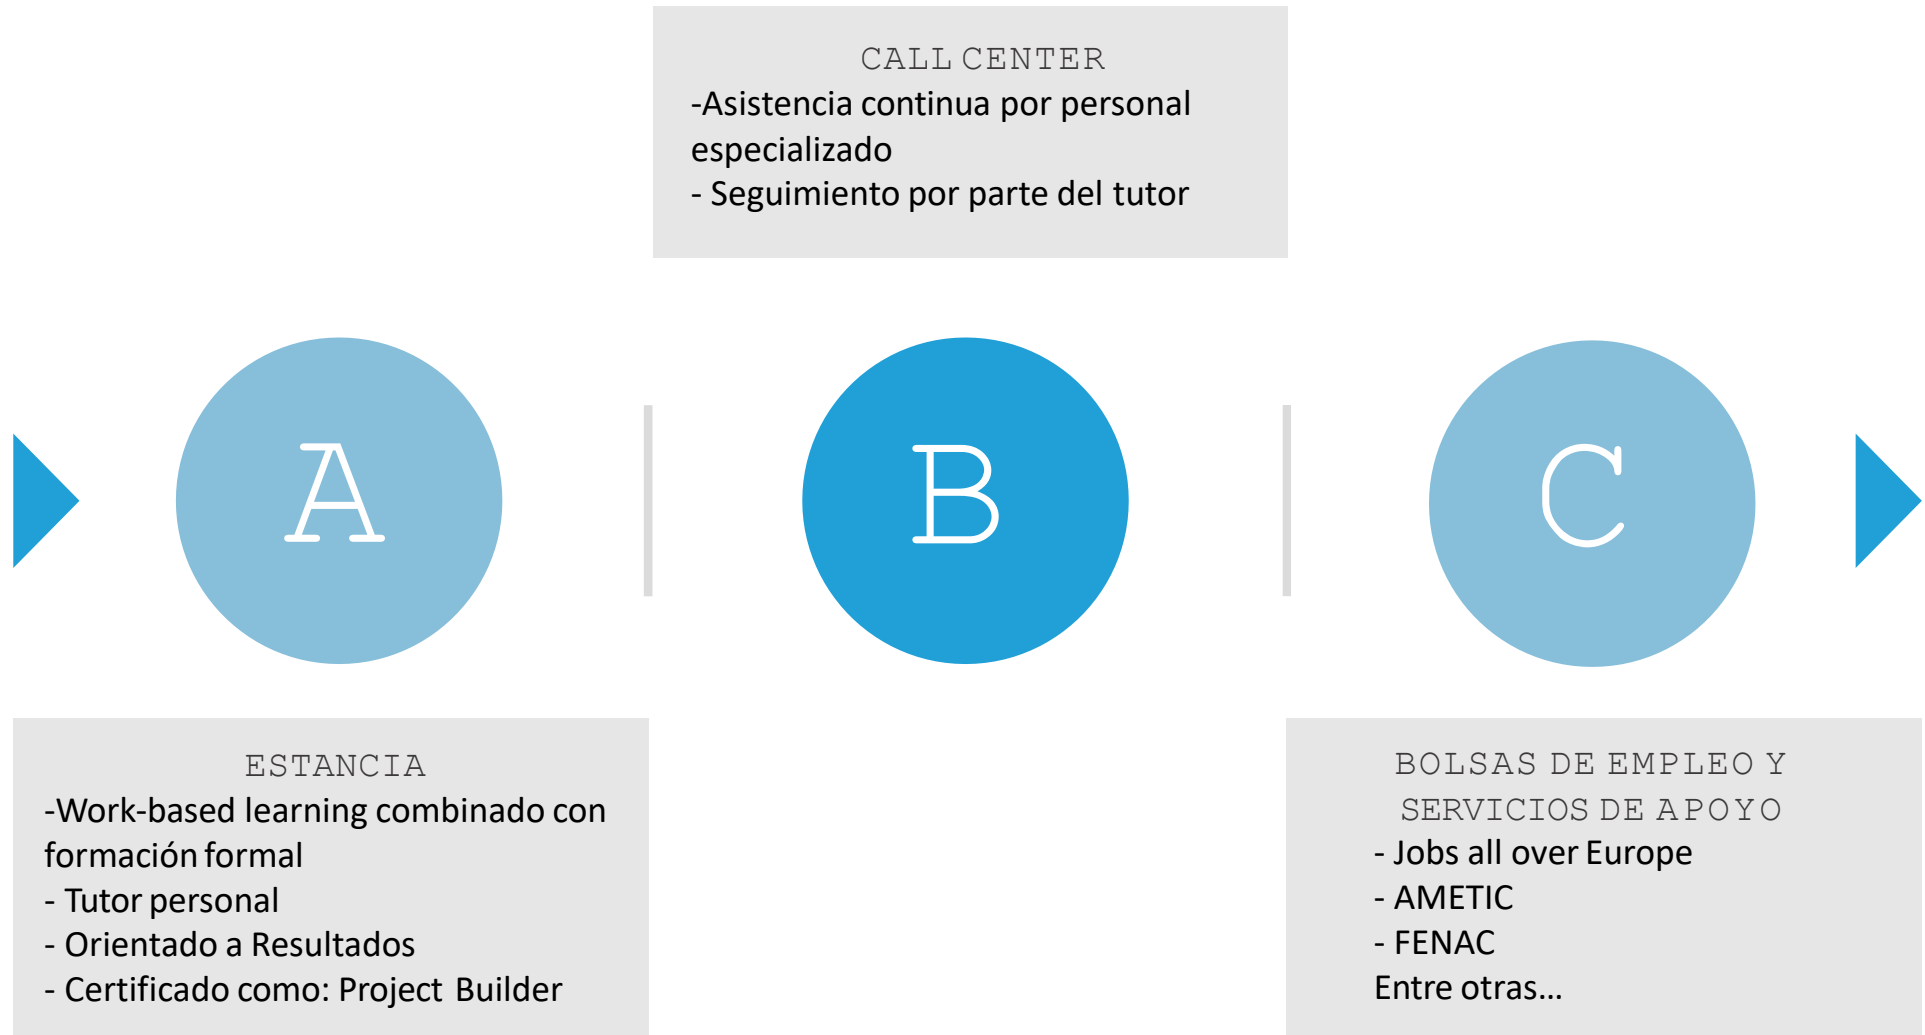 CALL CENTER
-Asistencia continua por personal
especializado
- Seguimiento por parte del tutor
A
B
C
ESTANCIA
-Work-based learning combinado con
formación formal
- Tutor personal
- Orientado a Resultados
- Certificado como: Project Builder
BOLSAS DE EMPLEO Y
SERVICIOS DE APOYO
- Jobs all over Europe
- AMETIC
- FENAC
Entre otras...